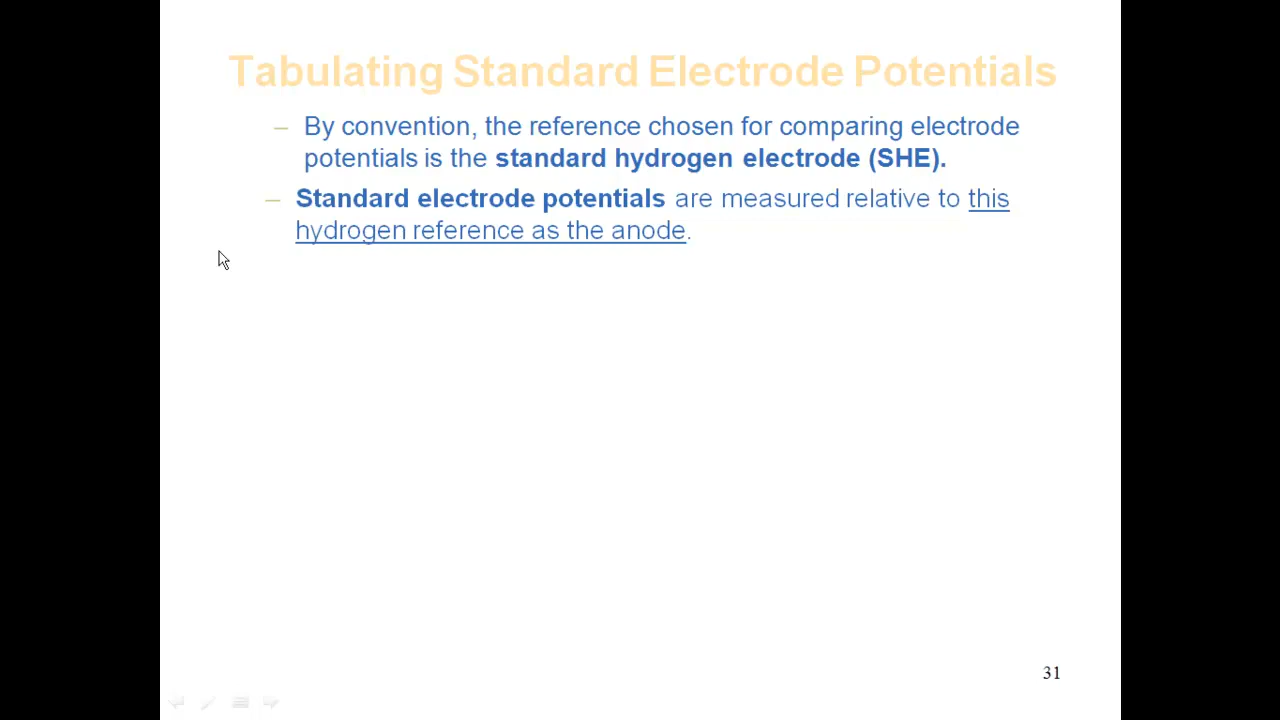 Tabulating Standard Electrode Potentials
– By convention, the reference chosen for comparing electrode
potentials is the standard hydrogen electrode (SHE).
– Standard electrode potentials are measured relative to this
hydrogen reference as the anode.
31